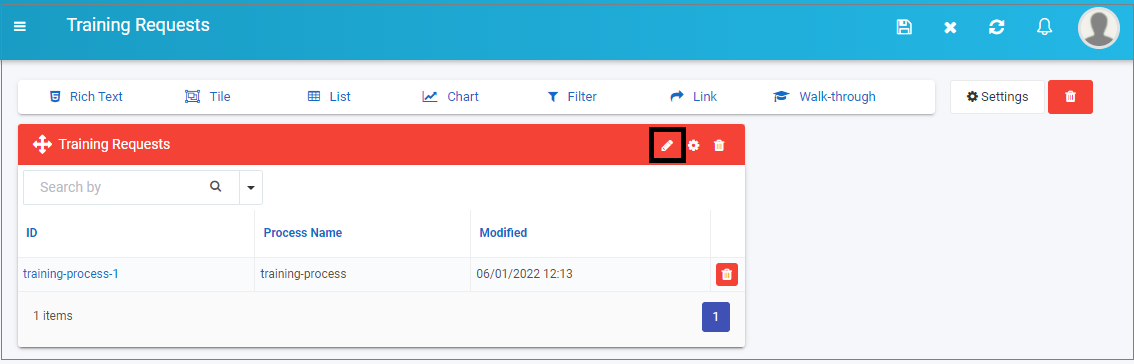 Training Requests
Rich Text Tile List Chart Filter Link Walk-through Settings
Training Requests
Search by
ID Process Name Modified
training-process-1 training-process 06/01/2022 12:13
1 items 1